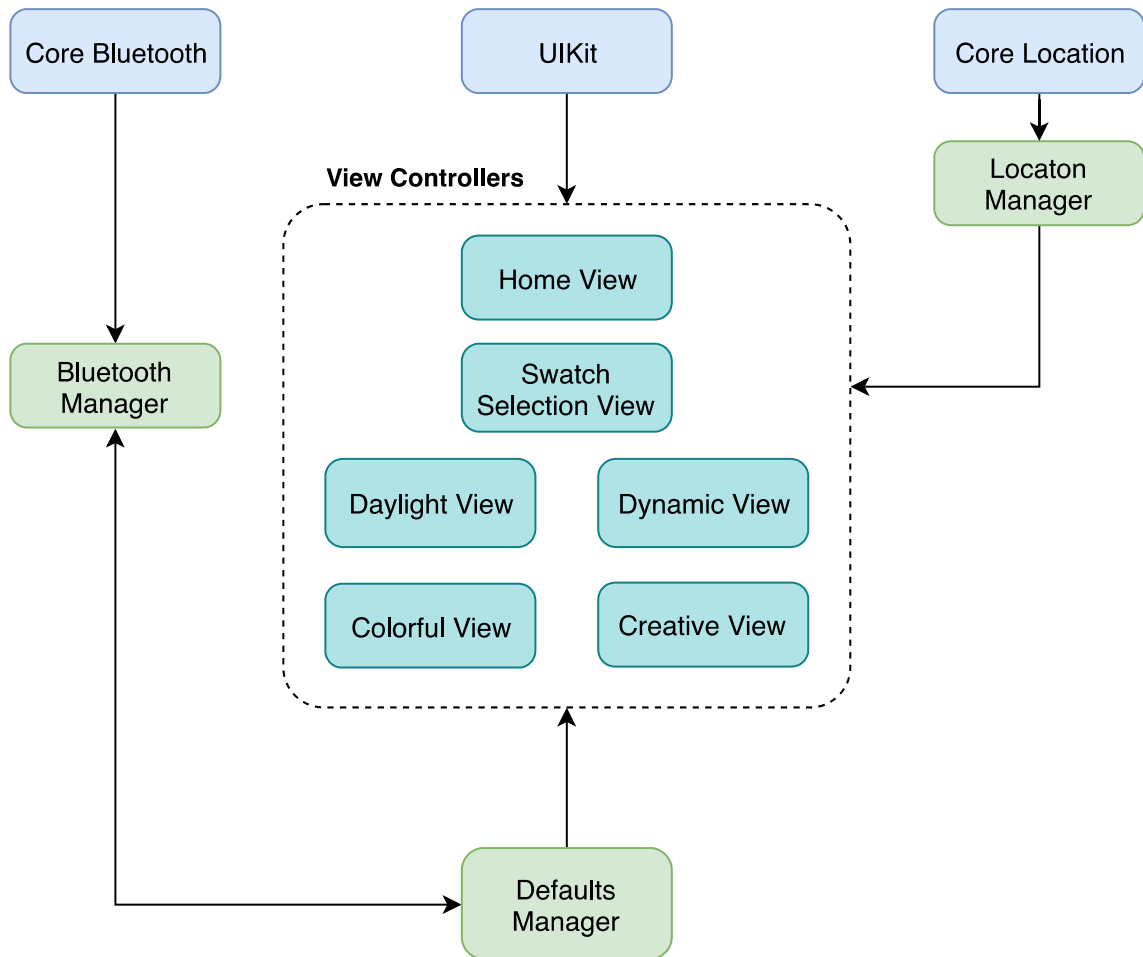 Core Bluetooth
UIKit
Core Location
Locaton
Manager
View Controllers
Home View
Bluetooth
Manager
Swatch
Selection View
Daylight View
Dynamic View
Colorful View
Creative View
Defaults
Manager